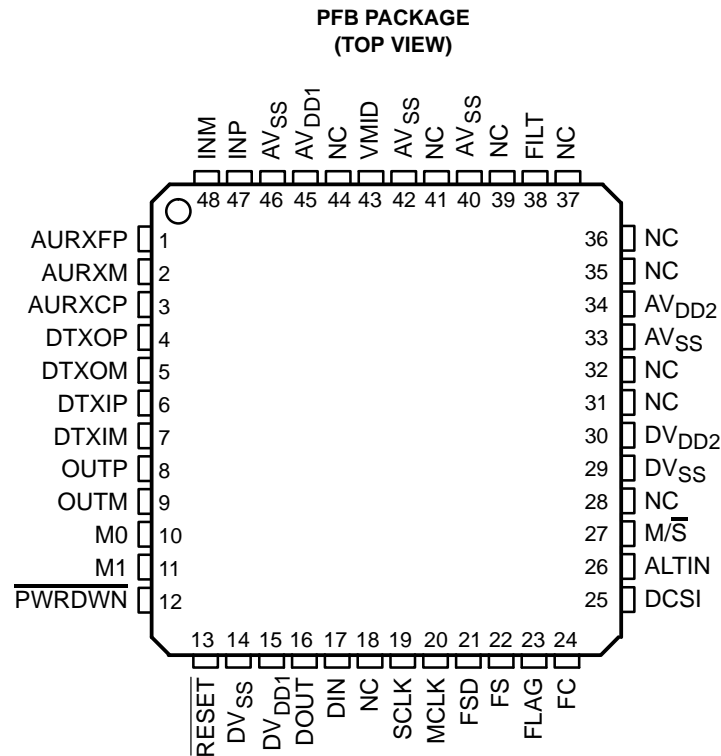 PFB PACKAGE
(TOP VIEW)
INM INP AVSS AVDD1 NC VMID AVSS NC AVSS NC FILT NC
48 47 46 45 44 43 42 41 40 39 38 37
AURXFP 1 36 NC
AURXM 2 35 NC
AURXCP 3 34 AVDD2
DTXOP 4 33 AVSS
DTXOM 5 32 NC
DTXIP 6 31 NC
DTXIM 7 30 DVDD2
OUTP 8 29 DVSS
OUTM 9 28 NC
M0 10 27 M/S̅
M1 11 26 ALTIN
P̅W̅R̅D̅W̅N̅ 12 25 DCSI
13 14 15 16 17 18 19 20 21 22 23 24
R̅E̅S̅E̅T̅ DVSS DVDD1 DOUT DIN NC SCLK MCLK FSD FS FLAG FC